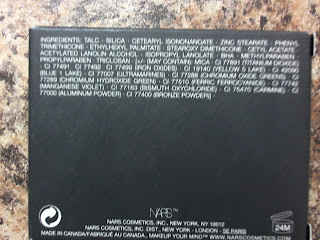 INGREDIENTS: TALC · SILICA · CETEARYL ISONONANOATE · ZINC STEARATE · PHENYL
TRIMETHICONE · ETHYLHEXYL PALMITATE · STEAROXY DIMETHICONE · CETYL ACETATE
ACETYLATED LANOLIN ALCOHOL · ISOPROPYL LANOLATE · BHA · METHYLPARABEN
PROPYLPARABEN · TRICLOSAN · [+/- (MAY CONTAIN): MICA · CI 77891 (TITANIUM DIOXIDE)
· CI 77491 · CI 77492 · CI 77499 (IRON OXIDES) · CI 19140 (YELLOW 5 LAKE) · CI 42090
(BLUE 1 LAKE) · CI 77007 (ULTRAMARINES) · CI 77288 (CHROMIUM OXIDE GREENS) · CI
77289 (CHROMIUM HYDROXIDE GREEN) · CI 77510 (FERRIC FERROCYANIDE) · CI 77742
(MANGANESE VIOLET) · CI 77163 (BISMUTH OXYCHLORIDE) · CI 75470 (CARMINE) · CI
77000 (ALUMINUM POWDER) · CI 77400 (BRONZE POWDER)]
NARS™
NARS COSMETICS, INC., NEW YORK, NY 10012
NARS COSMETICS, INC. DIST., NEW YORK - LONDON - SE PARIS
MADE IN CANADA/FABRIQUÉ AU CANADA. MAKEUP YOUR MIND™ WWW.NARSCOSMETICS.COM
24M